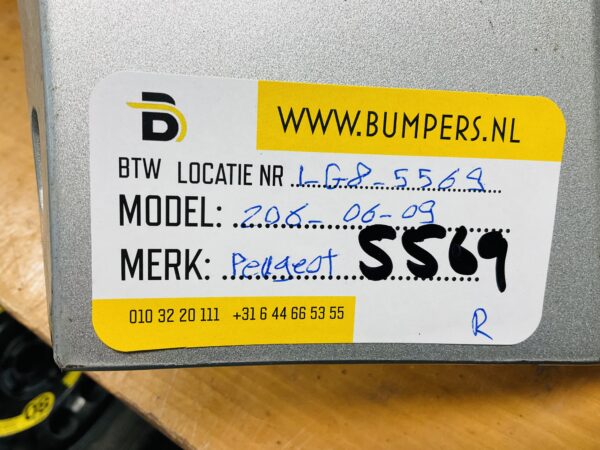 B
WWW.BUMPERS.NL
BTW LOCATIE NR LG8-5569
MODEL: 206- 06-09
MERK: Peugeot 5569
010 32 20 111 +31 6 44 66 53 55
R